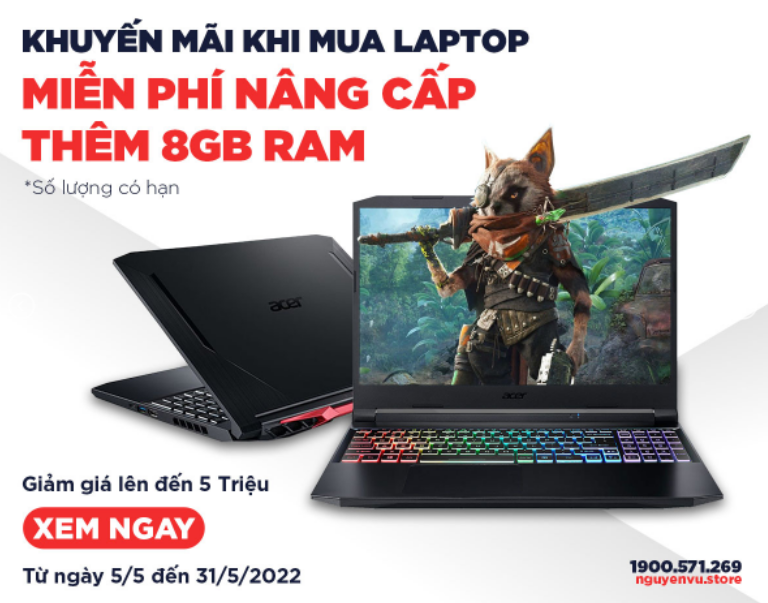 KHUYẾN MÃI KHI MUA LAPTOP
MIỄN PHÍ NÂNG CẤP
THÊM 8GB RAM
*Số lượng có hạn
acer
acer
Giảm giá lên đến 5 Triệu
XEM NGAY
Từ ngày 5/5 đến 31/5/2022
1900.571.269
nguyenvu.store